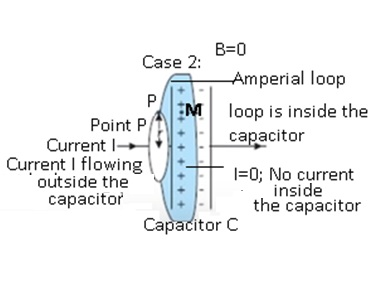 B=0
Case 2:
Amperial loop
P
M
Point P
r
loop is inside the
capacitor
Current I
Current I flowing
outside the
capacitor
I=0; No current
inside
the capacitor
Capacitor C